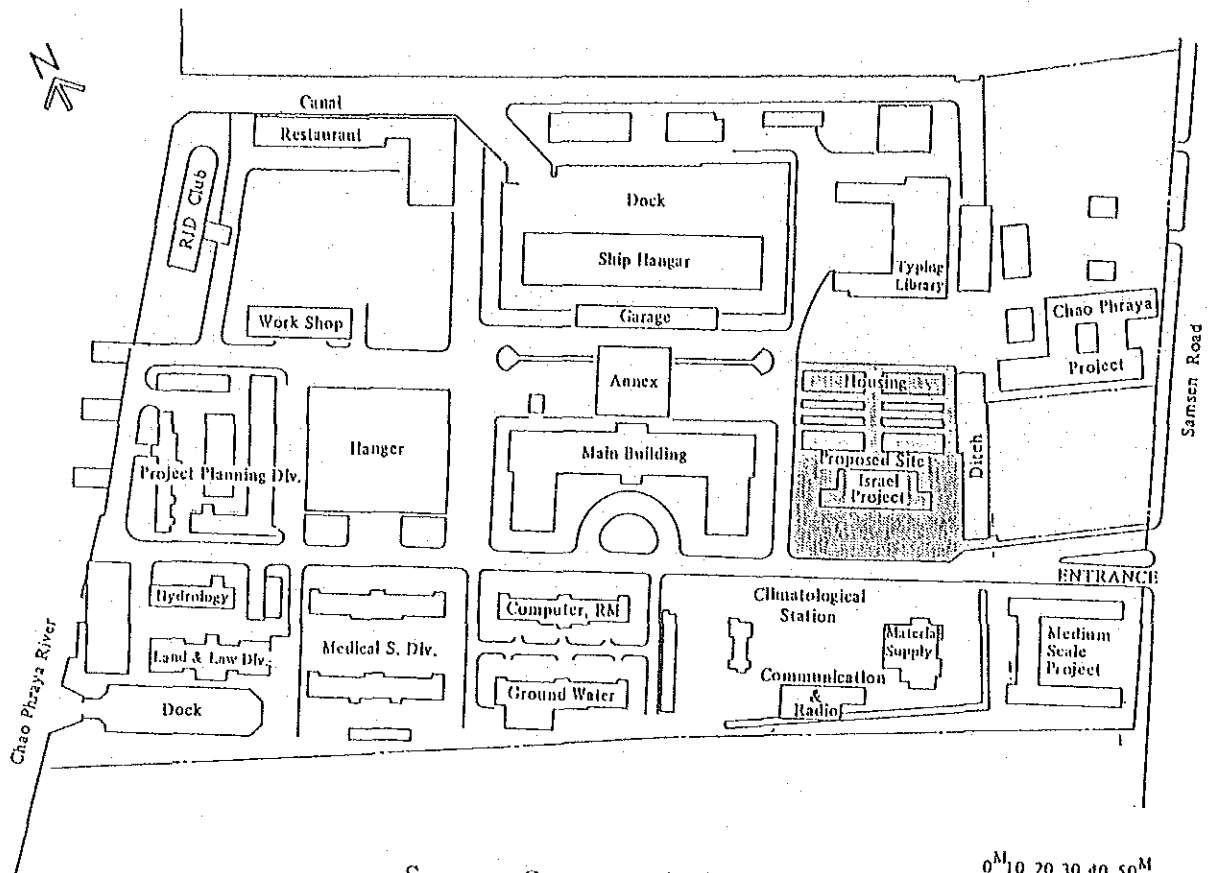 N
Canal
Restaurant
RID Club
Dock
Ship Hangar
Typing
Library
Garage
Work Shop
Chao Phraya
Project
Samsen Road
Annex
Housing
Hanger
Main Building
Proposed Site
Israel
Project
Ditch
Project Planning Div.
ENTRANCE
Hydrology
Computer, RM
Climatological
Station
Material
Supply
Medium
Scale
Project
Land & Law Div.
Medical S. Div.
Ground Water
Communication
&
Radio
Dock
Chao Phraya River
0M10 20 30 40 50M